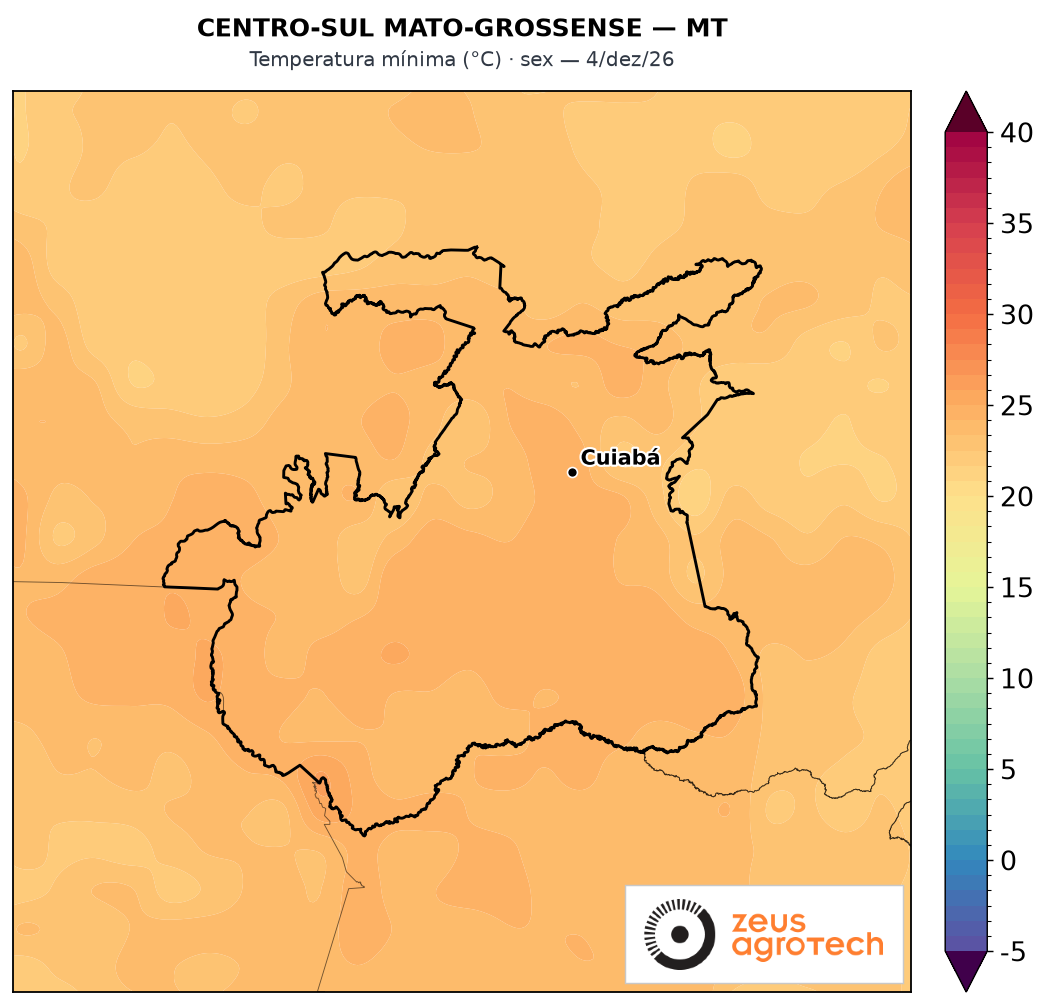 CENTRO-SUL MATO-GROSSENSE — MT
Temperatura mínima (°C) · sex — 4/dez/26
40
35
30
25
20
15
10
5
0
-5
Cuiabá
zeus
agrotech